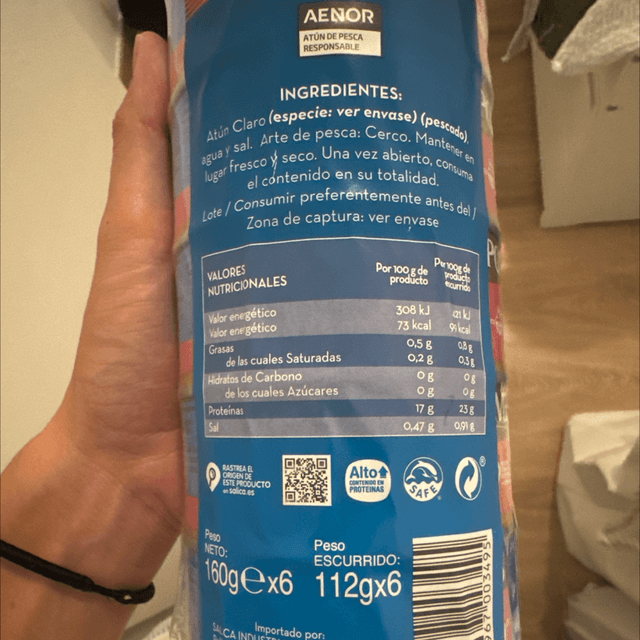 AENOR
ATÚN DE PESCA
RESPONSABLE
INGREDIENTES:
Atún Claro (especie: ver envase) (pescado),
agua y sal. Arte de pesca: Cerco. Mantener en
lugar fresco y seco. Una vez abierto, consuma
el contenido en su totalidad.
Lote / Consumir preferentemente antes del /
Zona de captura: ver envase
VALORES
NUTRICIONALES
Por 100 g de
producto
Por 100g de
producto
escurrido
Valor energético 308 kJ 421 kJ
Valor energético 73 kcal 91 kcal
Grasas 0,5 g 0,8 g
de las cuales Saturadas 0,2 g 0,3 g
Hidratos de Carbono 0 g 0 g
de los cuales Azúcares 0 g 0 g
Proteínas 17 g 23 g
Sal 0,47 g 0,91 g
RASTREA EL
ORIGEN DE
ESTE PRODUCTO
en salica.es
Alto
CONTENIDO EN
PROTEÍNAS
SAFE
®
Peso
NETO:
160g e x6
Peso
ESCURRIDO:
112gx6
67003495
Importado por:
SALICA